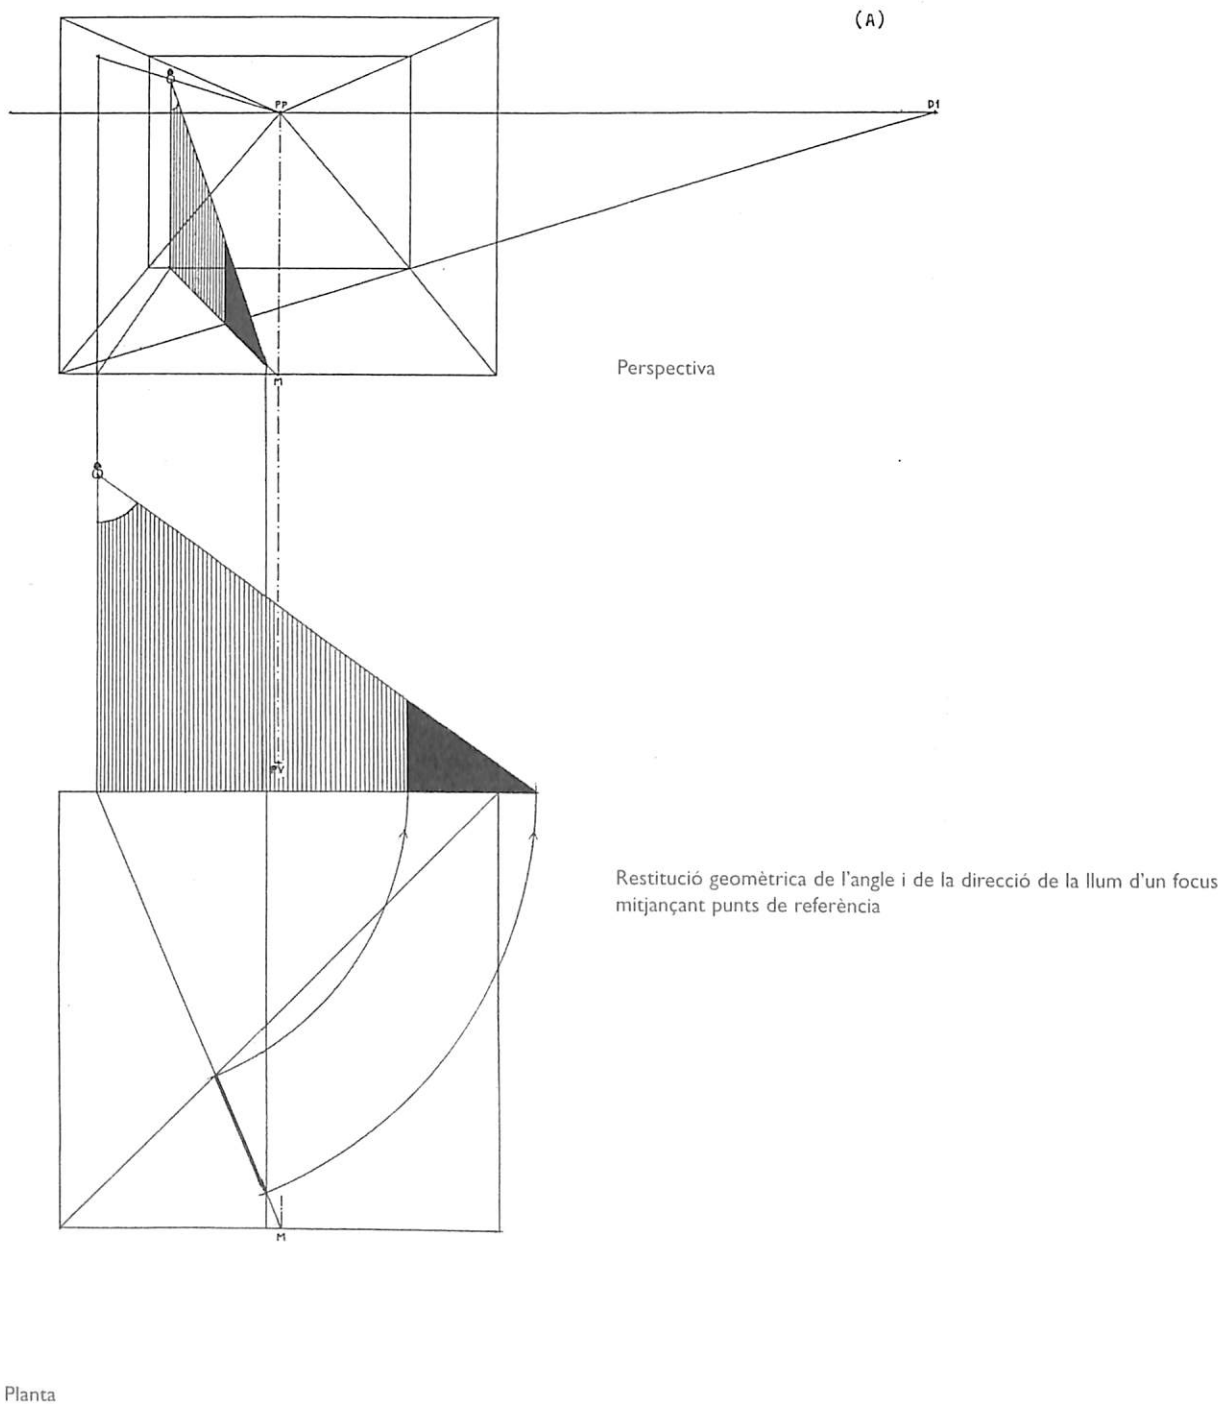 (A)
PP
D1
M
Perspectiva
PV
Restitució geomètrica de l'angle i de la direcció de la llum d'un focus
mitjançant punts de referència
M
Planta